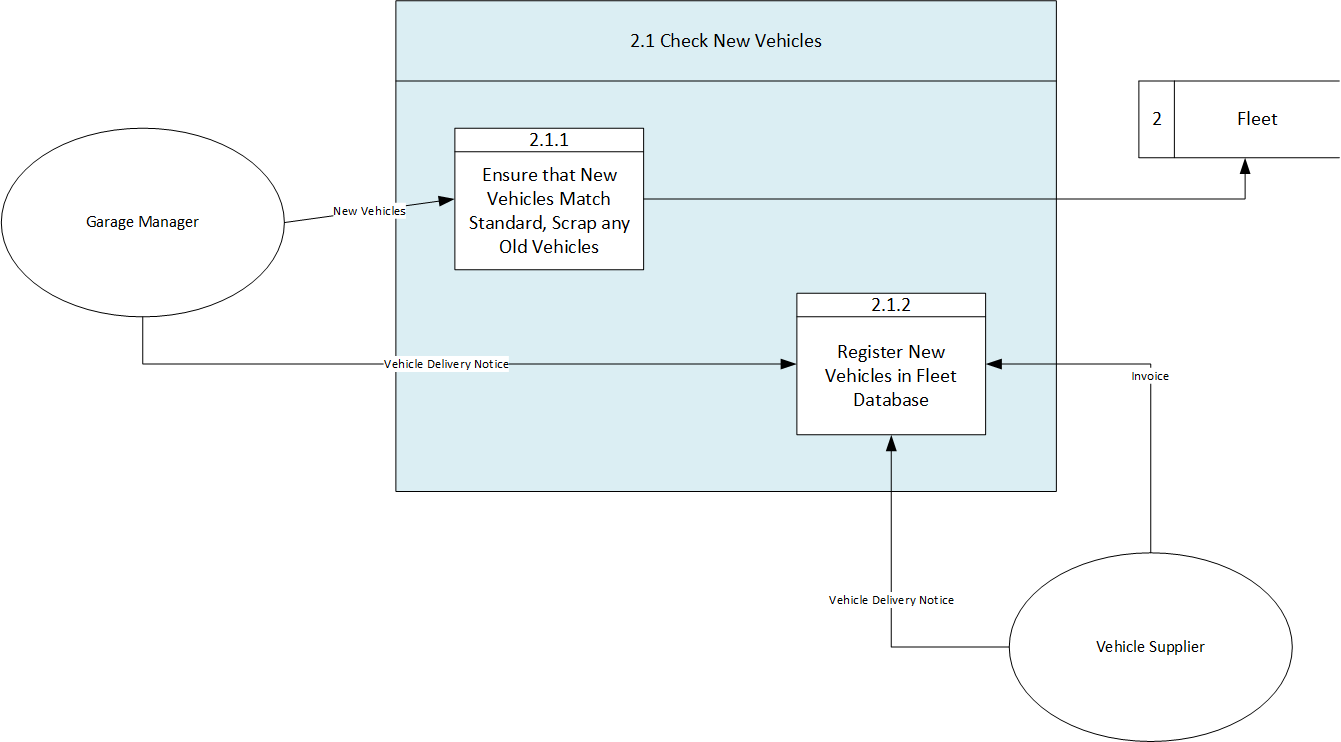 2.1 Check New Vehicles
2
Fleet
2.1.1
Ensure that New
Vehicles Match
Standard, Scrap any
Old Vehicles
Garage Manager
New Vehicles
2.1.2
Register New
Vehicles in Fleet
Database
Vehicle Delivery Notice
Invoice
Vehicle Delivery Notice
Vehicle Supplier